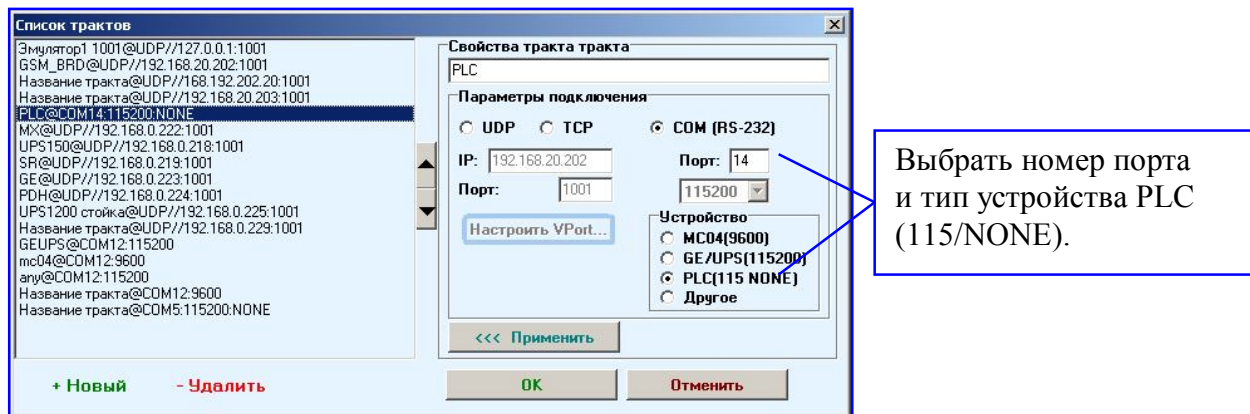 Список трактов
Эмулятор1 1001@UDP//127.0.0.1:1001
GSM_BRD@UDP//192.168.20.202:1001
Название тракта@UDP//168.192.202.20:1001
Название тракта@UDP//192.168.20.203:1001
PLC@COM14:115200:NONE
MX@UDP//192.168.0.222:1001
UPS150@UDP//192.168.0.218:1001
SR@UDP//192.168.0.219:1001
GE@UDP//192.168.0.223:1001
PDH@UDP//192.168.0.224:1001
UPS1200 стойка@UDP//192.168.0.225:1001
Название тракта@UDP//192.168.0.229:1001
GEUPS@COM12:115200
mc04@COM12:9600
any@COM12:115200
Название тракта@COM12:9600
Название тракта@COM5:115200:NONE
+ Новый - Удалить
Свойства тракта тракта
PLC
Параметры подключения
UDP TCP COM (RS-232)
IP: 192.168.20.202 Порт: 14
Порт: 1001 115200
Настроить VPort...
Устройство
MC04(9600)
GE/UPS(115200)
PLC(115 NONE)
Другое
<<< Применить
OK Отменить
Выбрать номер порта
и тип устройства PLC
(115/NONE).